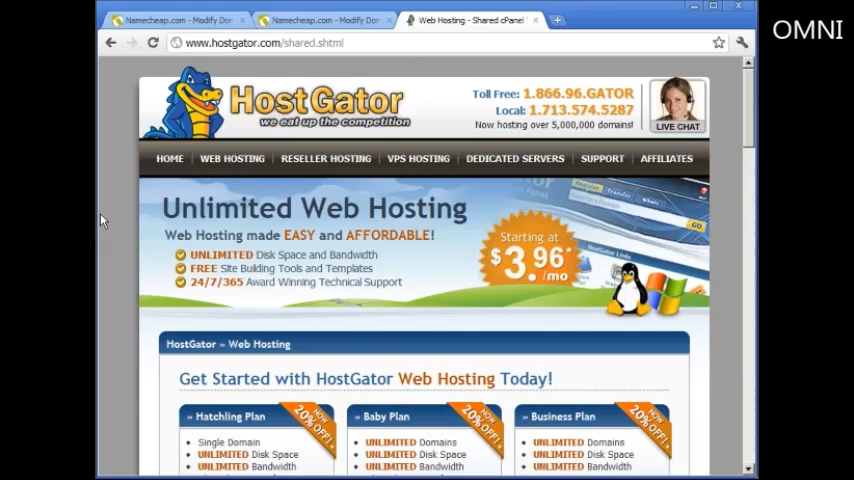 OMNI
Namecheap.com - Modify Dom
Namecheap.com - Modify Dom
Web Hosting - Shared cPanel
www.hostgator.com/shared.shtml
HostGator
we eat up the competition
Toll Free: 1.866.96.GATOR
Local: 1.713.574.5287
Now hosting over 5,000,000 domains!
LIVE CHAT
HOME
WEB HOSTING
RESELLER HOSTING
VPS HOSTING
DEDICATED SERVERS
SUPPORT
AFFILIATES
Unlimited Web Hosting
Web Hosting made EASY and AFFORDABLE!
UNLIMITED Disk Space and Bandwidth
FREE Site Building Tools and Templates
24/7/365 Award Winning Technical Support
Starting at
$3.96*
/mo
Register
Transfer
Whois
GO
HostGator Links
HostGator » Web Hosting
Get Started with HostGator Web Hosting Today!
» Hatchling Plan
NOW
20% OFF!
Single Domain
UNLIMITED Disk Space
UNLIMITED Bandwidth
» Baby Plan
NOW
20% OFF!
UNLIMITED Domains
UNLIMITED Disk Space
UNLIMITED Bandwidth
» Business Plan
NOW
20% OFF!
UNLIMITED Domains
UNLIMITED Disk Space
UNLIMITED Bandwidth